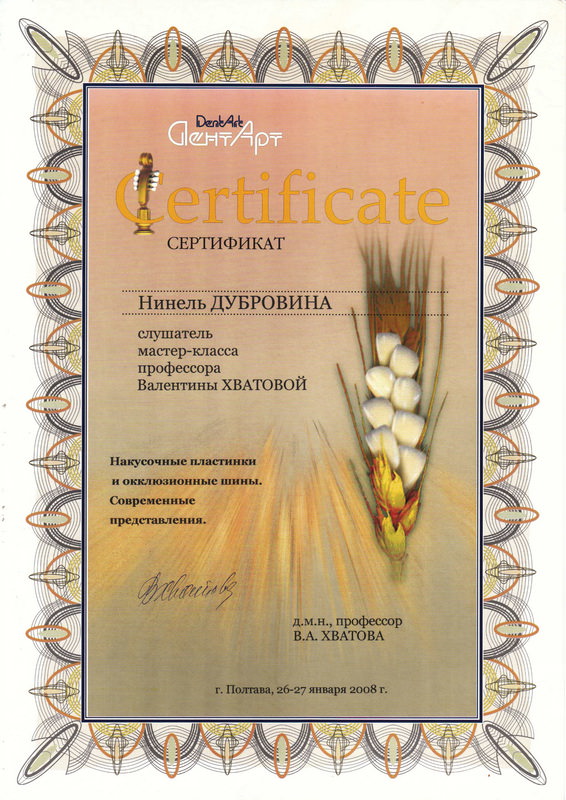 DentArt
ДентАрт
Certificate
СЕРТИФИКАТ
Нинель ДУБРОВИНА
слушатель
мастер-класса
профессора
Валентины ХВАТОВОЙ
Накусочные пластинки
и окклюзионные шины.
Современные
представления.
д.м.н., профессор
В.А. ХВАТОВА
г. Полтава, 26-27 января 2008 г.